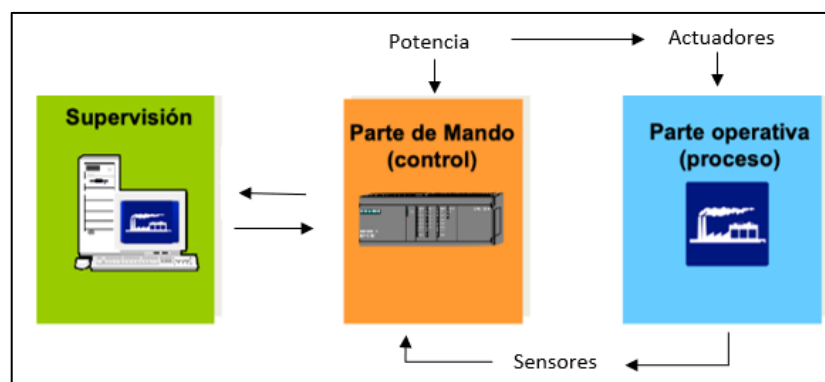 Potencia
Actuadores
Supervisión
Parte de Mando
(control)
Parte operativa
(proceso)
Sensores